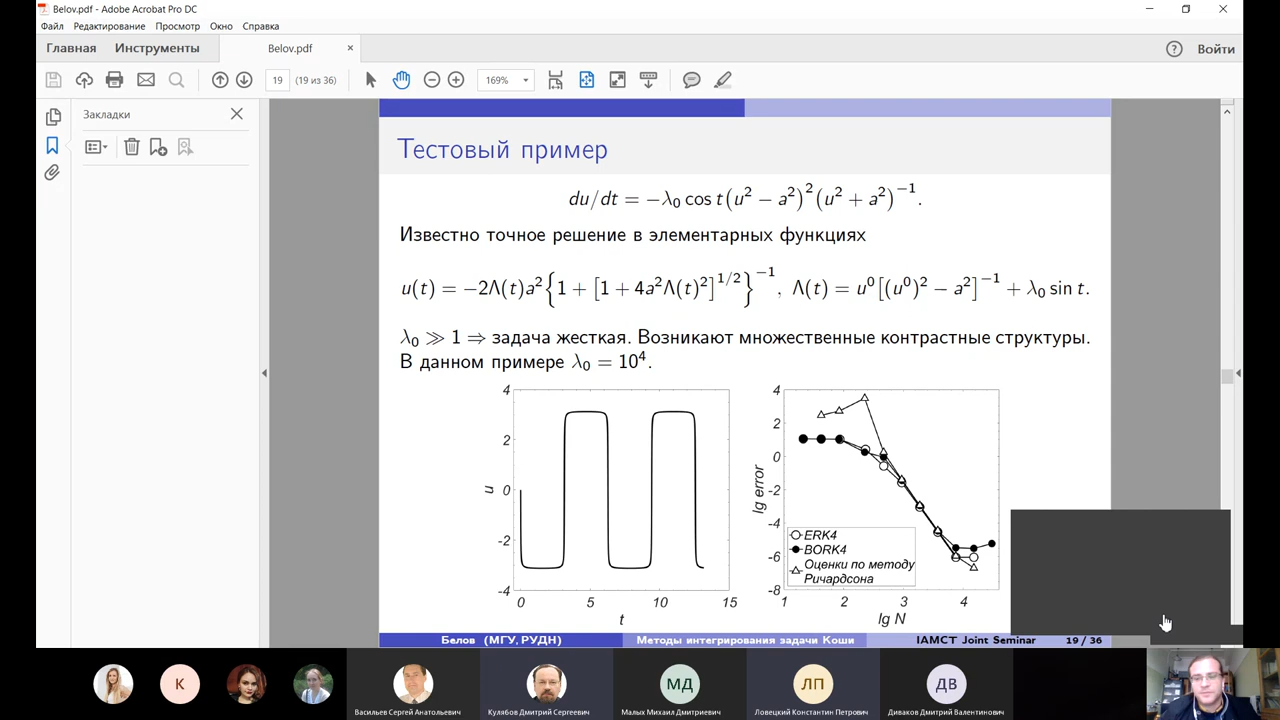 Belov.pdf - Adobe Acrobat Pro DC
Файл Редактирование Просмотр Окно Справка
Главная Инструменты Belov.pdf × Войти
19 (19 из 36) 169%
Закладки
Тестовый пример
du/dt = −λ₀ cos t(u² − a²)²(u² + a²)⁻¹.
Известно точное решение в элементарных функциях
u(t) = −2Λ(t)a²{1 + [1 + 4a²Λ(t)²]^{1/2}}⁻¹, Λ(t) = u⁰[(u⁰)² − a²]⁻¹ + λ₀ sin t.
λ₀ ≫ 1 ⇒ задача жесткая. Возникают множественные контрастные структуры.
В данном примере λ₀ = 10⁴.
4
2
0
-2
-4
u
0 5 10 15
t
4
2
0
-2
-4
-6
-8
lg error
ERK4
BORK4
Оценки по методу
Ричардсона
1 2 3 4
lg N
Белов (МГУ, РУДН) Методы интегрирования задачи Коши IAMCT Joint Seminar 19 / 36
К МД ЛП ДВ
Васильев Сергей Анатольевич Кулябов Дмитрий Сергеевич Малых Михаил Дмитриевич Ловецкий Константин Петрович Диваков Дмитрий Валентинович